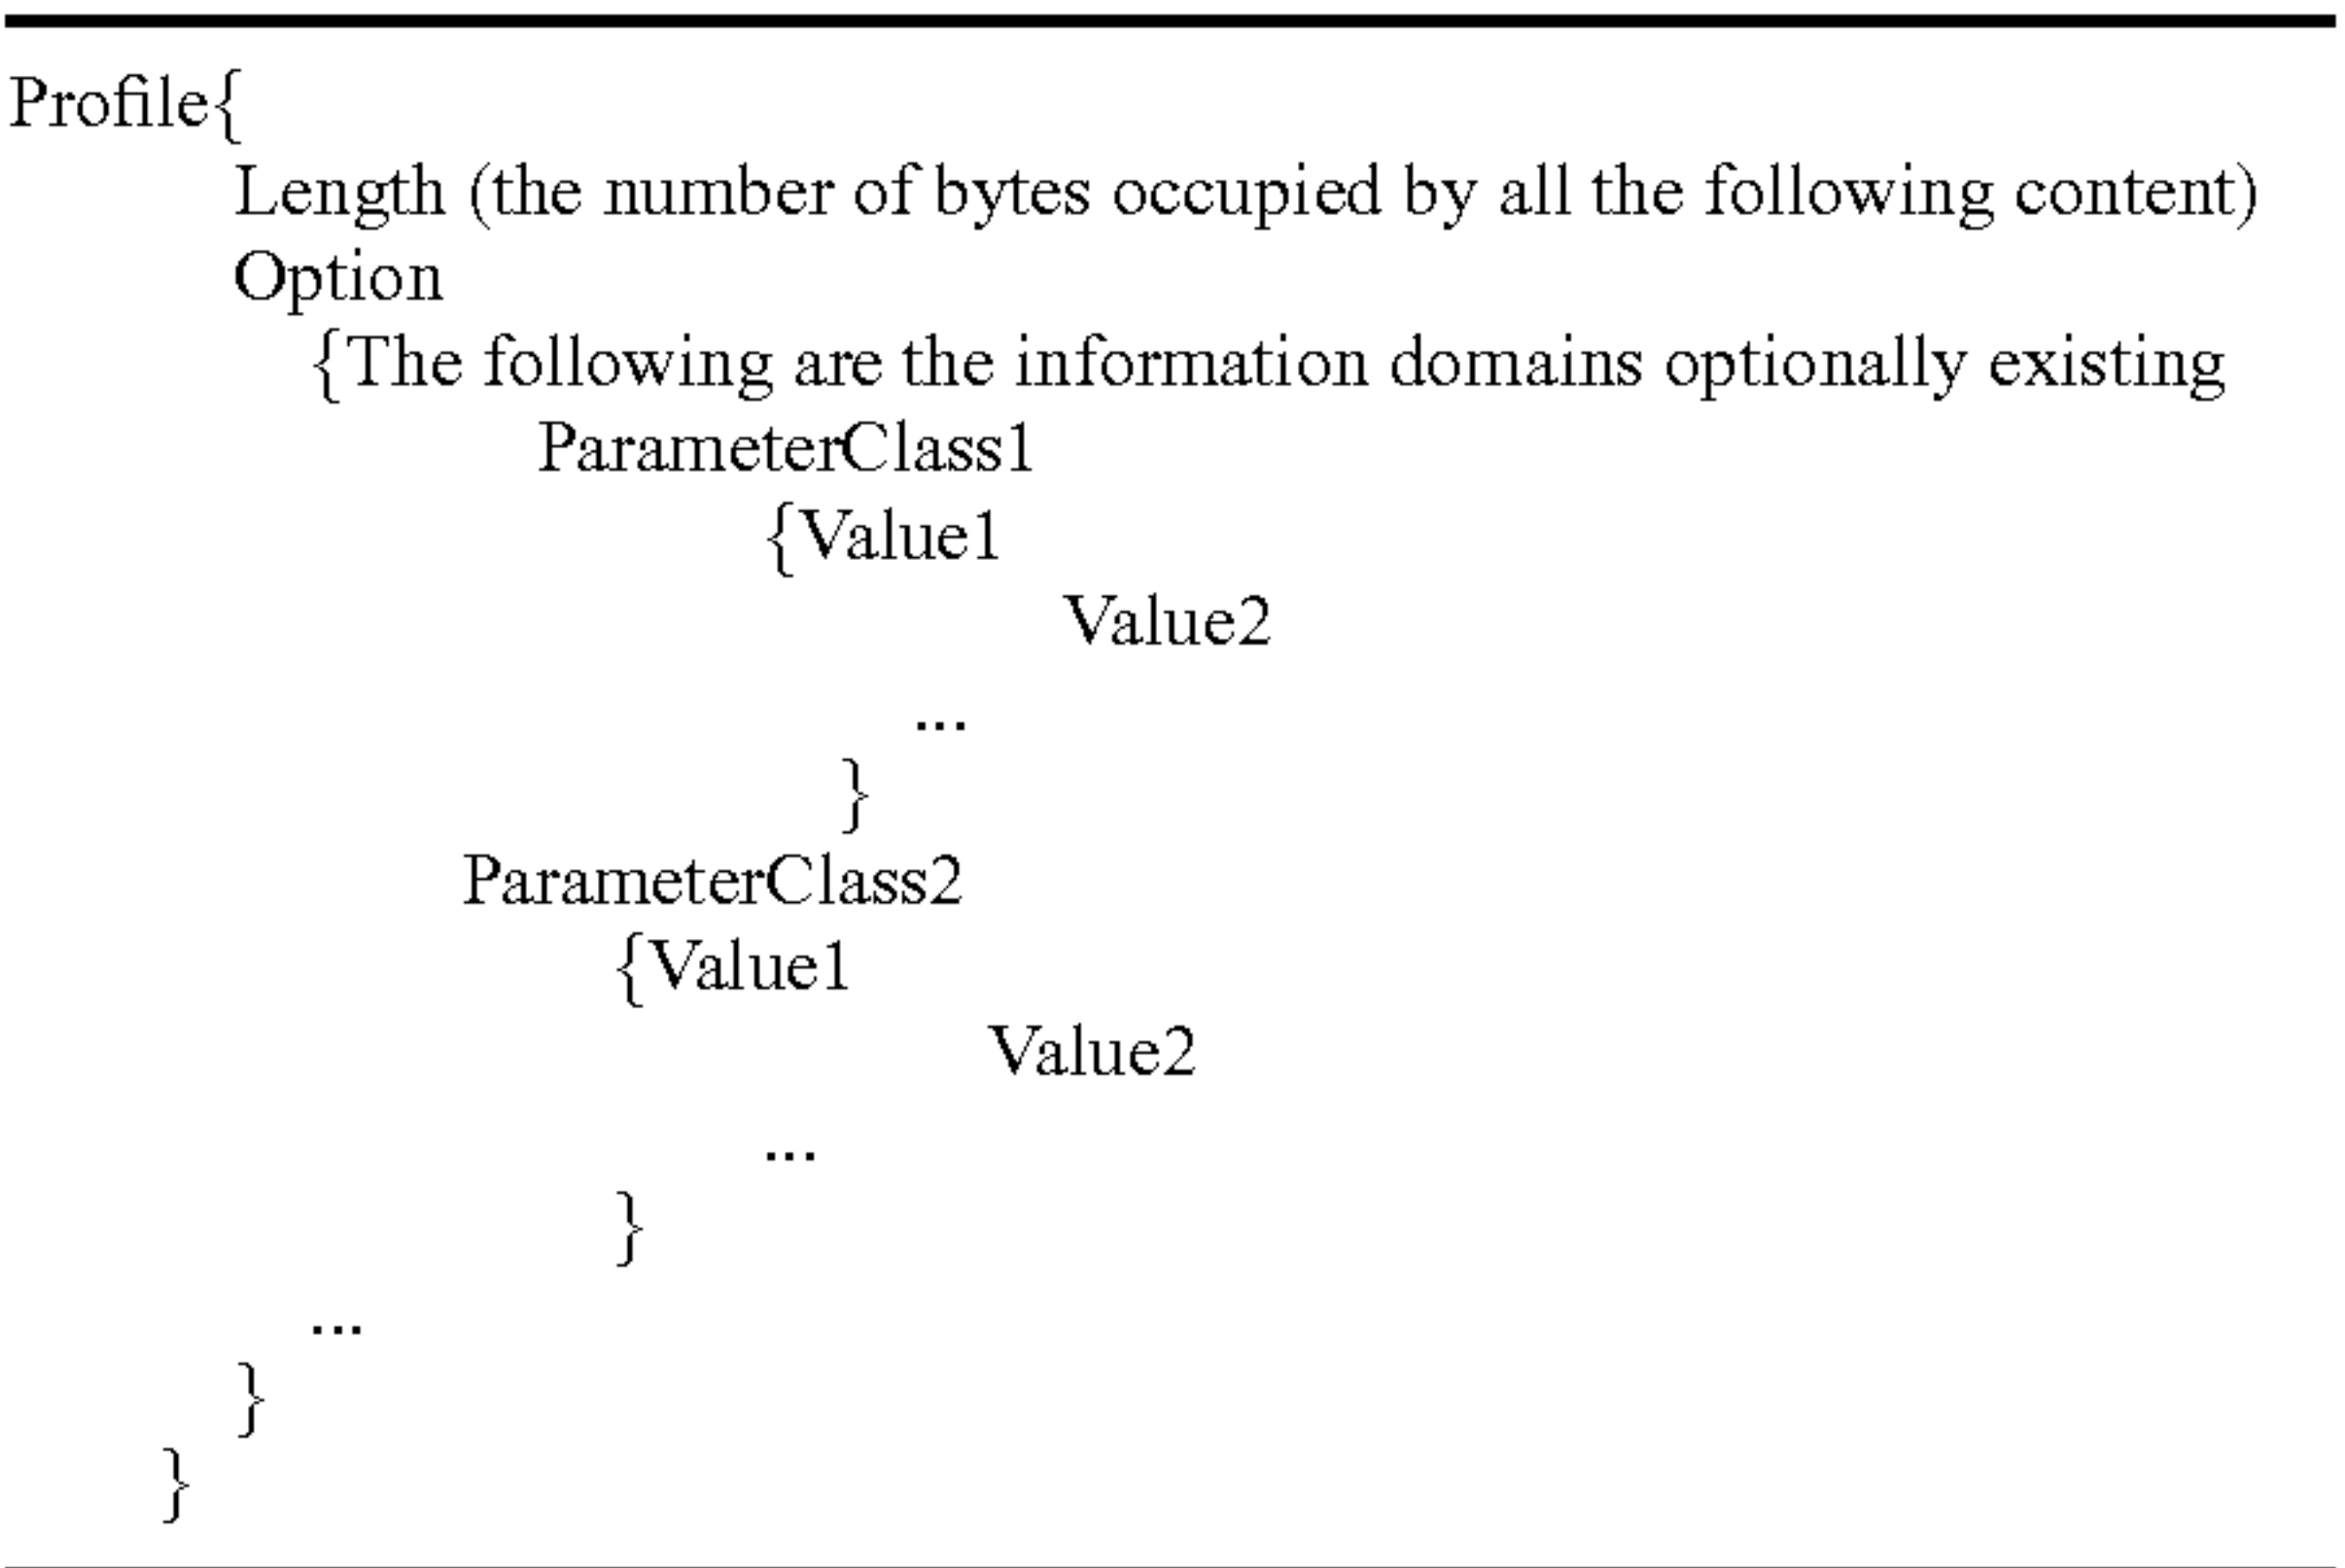 Profile{
Length (the number of bytes occupied by all the following content)
Option
{The following are the information domains optionally existing
ParameterClass1
{Value1
Value2
...
}
ParameterClass2
{Value1
Value2
...
}
...
}
}